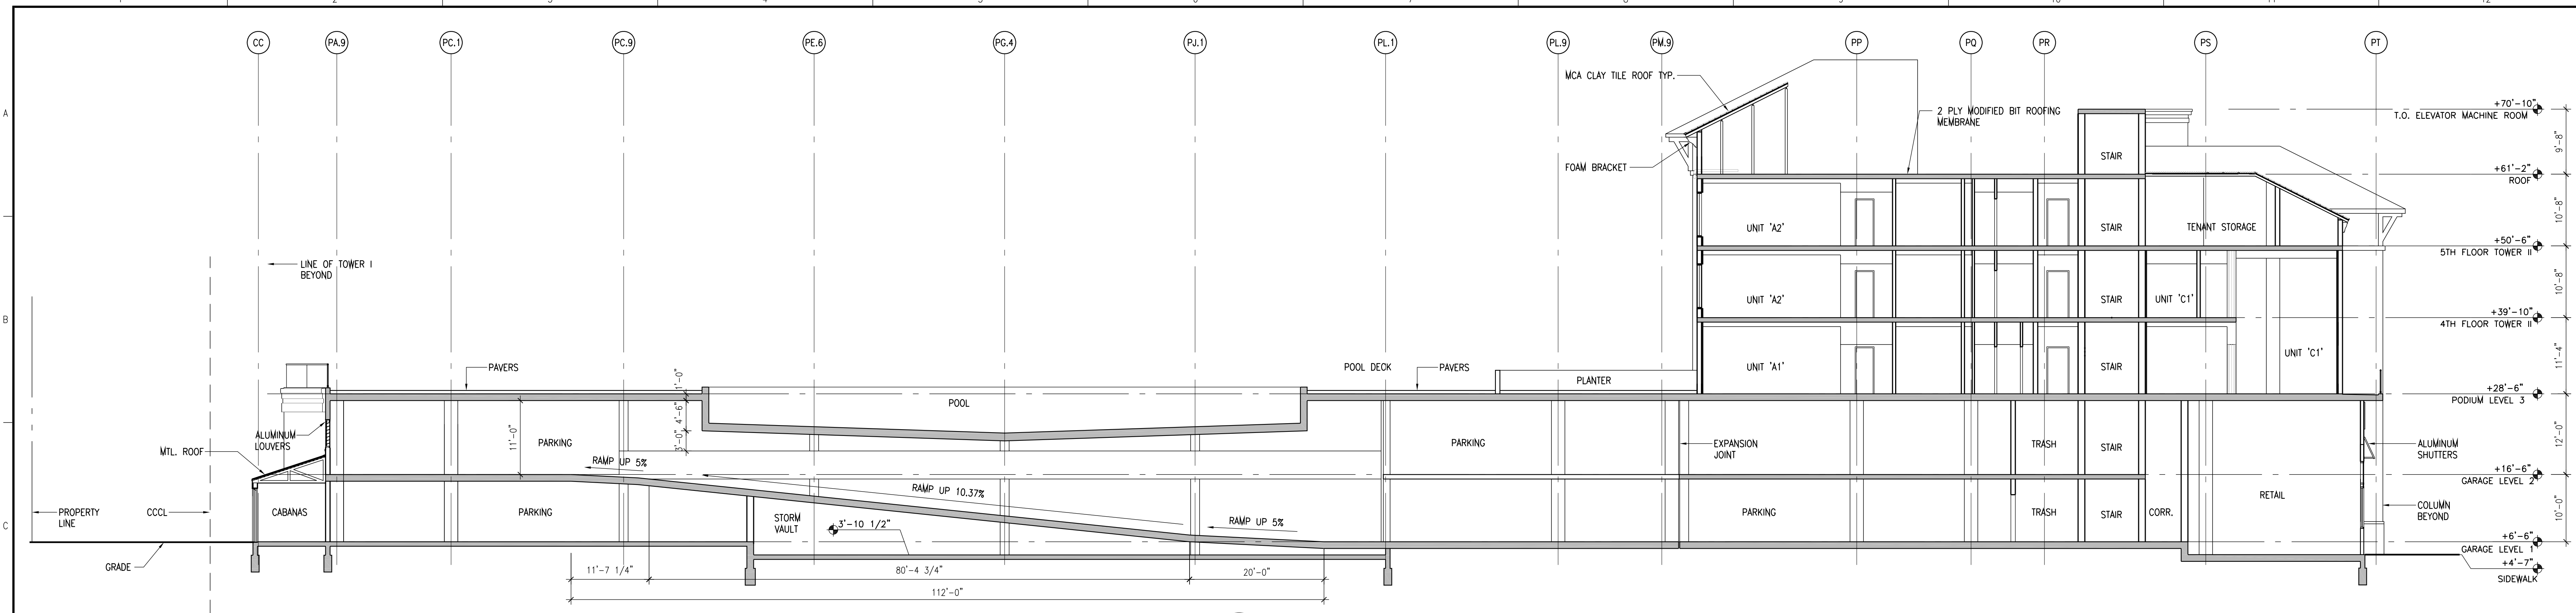 CC PA.9 PC.1 PC.9 PE.6 PG.4 PJ.1 PL.1 PL.9 PM.9 PP PQ PR PS PT
A
B
C
MCA CLAY TILE ROOF TYP.
2 PLY MODIFIED BIT ROOFING
MEMBRANE
FOAM BRACKET
+70'-10"
T.O. ELEVATOR MACHINE ROOM
9'-8"
STAIR
+61'-2"
ROOF
10'-8"
UNIT 'A2'
STAIR
TENANT STORAGE
+50'-6"
5TH FLOOR TOWER II
LINE OF TOWER I
BEYOND
10'-8"
UNIT 'A2'
STAIR
UNIT 'C1'
+39'-10"
4TH FLOOR TOWER II
11'-4"
UNIT 'A1'
STAIR
UNIT 'C1'
PAVERS
1'-0"
POOL DECK
PAVERS
PLANTER
+28'-6"
PODIUM LEVEL 3
POOL
4'-6"
3'-0"
ALUMINUM
LOUVERS
MTL. ROOF
11'-0"
PARKING
PARKING
EXPANSION
JOINT
TRASH
STAIR
ALUMINUM
SHUTTERS
12'-0"
RAMP UP 5%
RAMP UP 10.37%
+16'-6"
GARAGE LEVEL 2
RETAIL
PROPERTY
LINE
CCCL
CABANAS
PARKING
STORM
VAULT
3'-10 1/2"
RAMP UP 5%
PARKING
TRASH
STAIR
CORR.
COLUMN
BEYOND
10'-0"
+6'-6"
GARAGE LEVEL 1
+4'-7"
SIDEWALK
GRADE
11'-7 1/4"
80'-4 3/4"
20'-0"
112'-0"